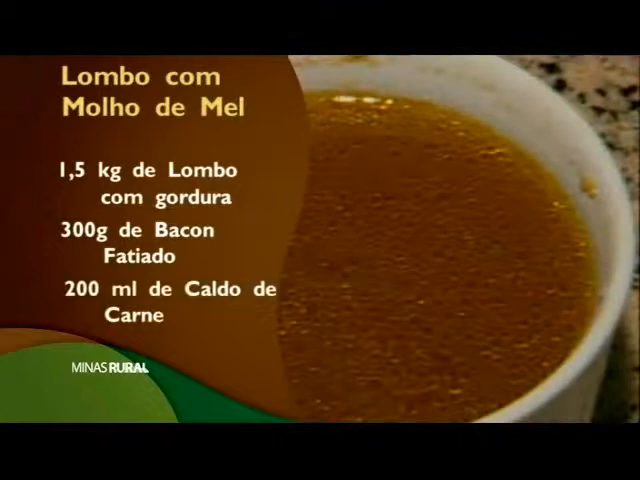 Lombo com
Molho de Mel
1,5 kg de Lombo
com gordura
300g de Bacon
Fatiado
200 ml de Caldo de
Carne
MINAS RURAL